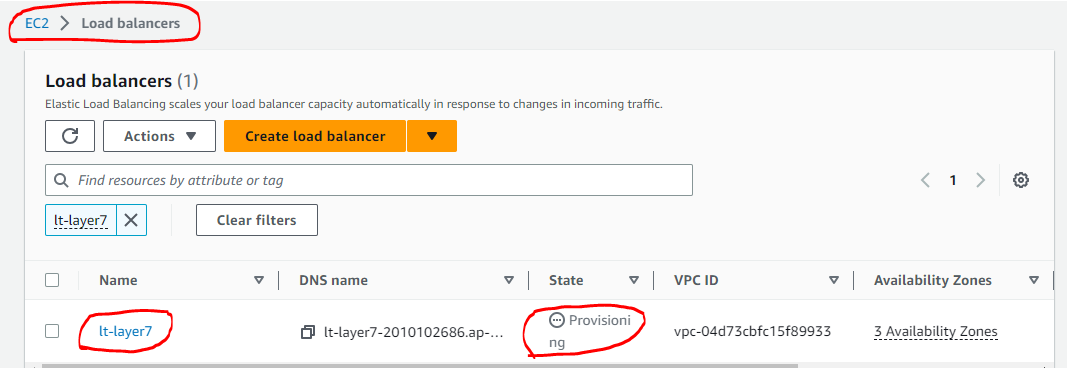 EC2 > Load balancers
Load balancers (1)
Elastic Load Balancing scales your load balancer capacity automatically in response to changes in incoming traffic.
Actions Create load balancer
Find resources by attribute or tag 1
lt-layer7 Clear filters
Name DNS name State VPC ID Availability Zones
lt-layer7 lt-layer7-2010102686.ap-... Provisioni vpc-04d73cbfc15f89933 3 Availability Zones
ng